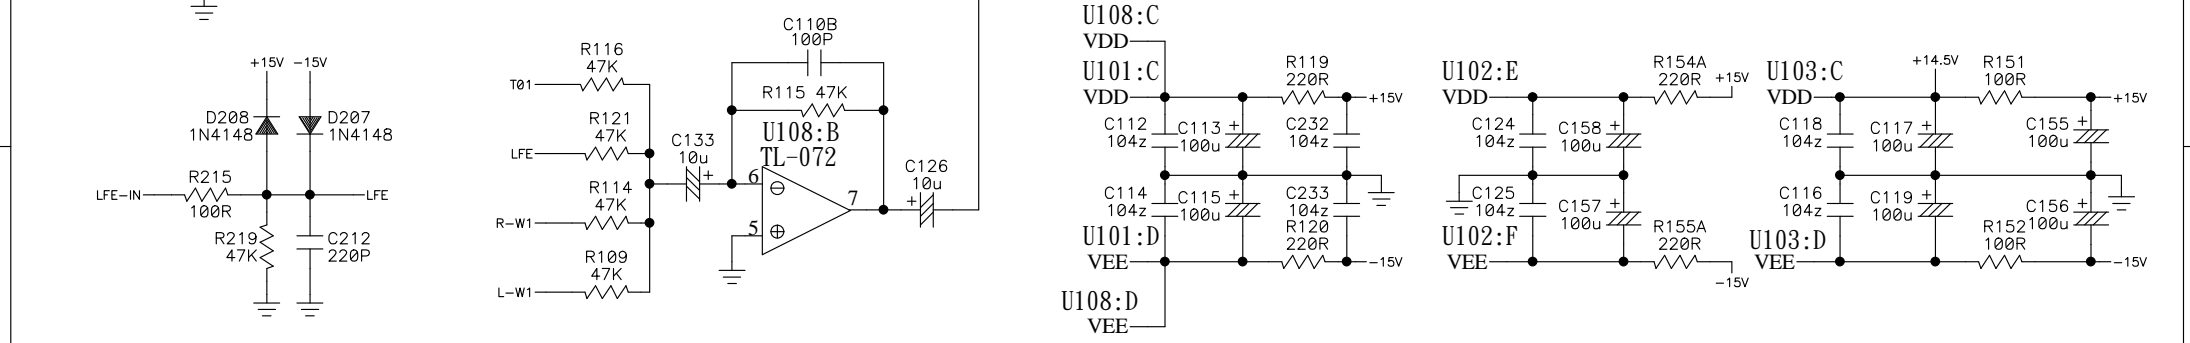 +15V
-15V
D208
1N4148
D207
1N4148
LFE-IN
R215
100R
LFE
R219
47K
C212
220P
R116
47K
T01
R121
47K
LFE
R114
47K
R-W1
R109
47K
L-W1
C133
10u
+
C110B
100P
R115 47K
U108:B
TL-072
6
5
7
C126
10u
+
U108:C
VDD
U101:C
VDD
R119
220R
+15V
C112
104z
C113
100u
+
C232
104z
C114
104z
C115
100u
+
C233
104z
U101:D
VEE
R120
220R
-15V
U108:D
VEE
U102:E
VDD
R154A
220R
+15V
C124
104z
C158
100u
+
C125
104z
C157
100u
+
U102:F
VEE
R155A
220R
-15V
U103:C
VDD
+14.5V
R151
100R
+15V
C118
104z
C117
100u
+
C155
100u
+
C116
104z
C119
100u
+
C156
100u
+
U103:D
VEE
R152
100R
-15V